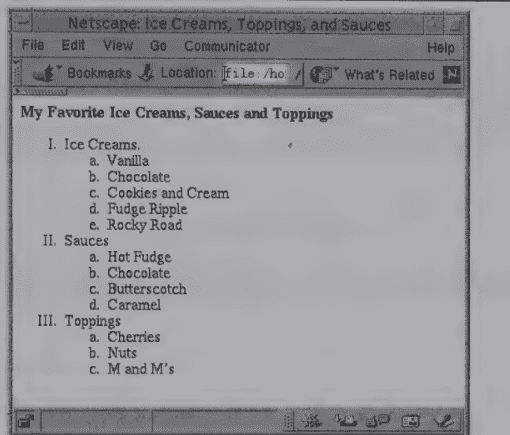 Netscape: Ice Creams, Toppings, and Sauces
File Edit View Go Communicator Help
Bookmarks Location: file:/ho What's Related N
My Favorite Ice Creams, Sauces and Toppings
I. Ice Creams.
a. Vanilla
b. Chocolate
c. Cookies and Cream
d. Fudge Ripple
e. Rocky Road
II. Sauces
a. Hot Fudge
b. Chocolate
c. Butterscotch
d. Caramel
III. Toppings
a. Cherries
b. Nuts
c. M and M's